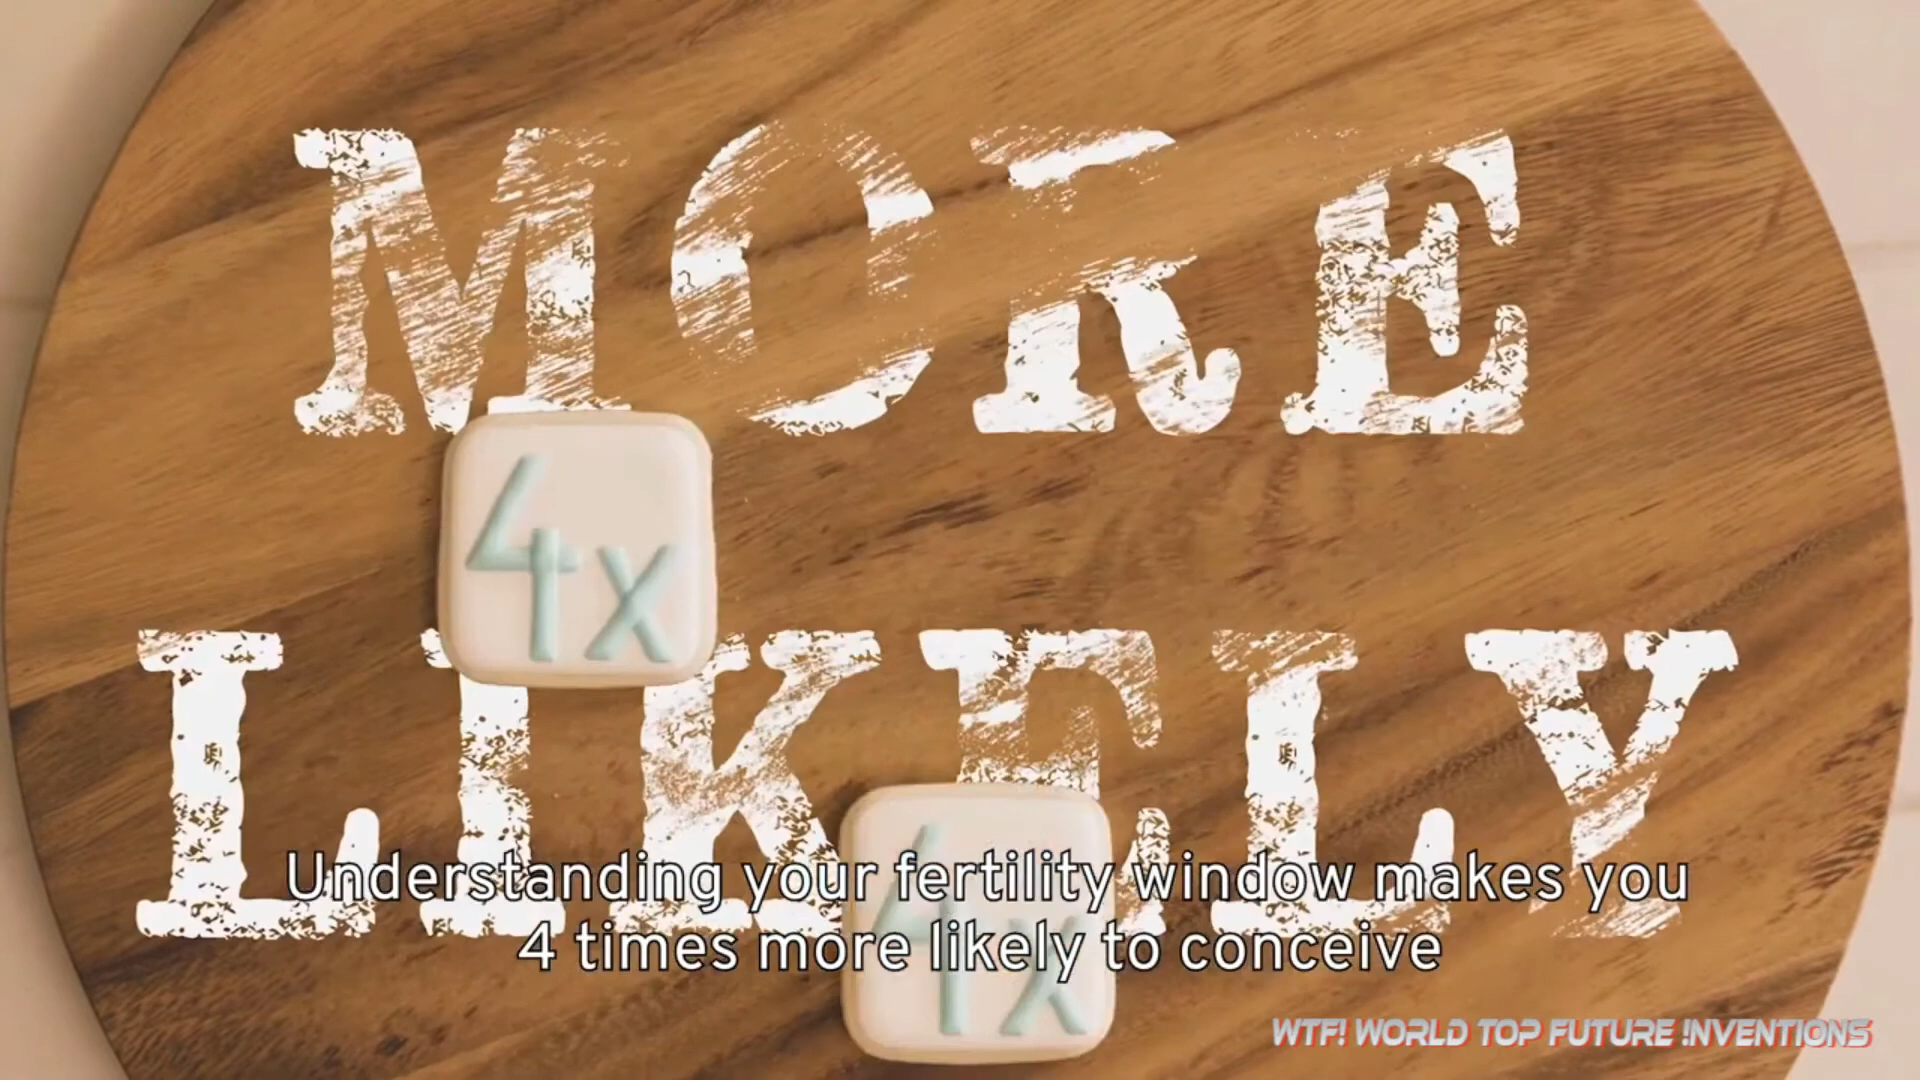 MORE
4x
LIKELY
4x
Understanding your fertility window makes you
4 times more likely to conceive
WTF! WORLD TOP FUTURE !NVENTIONS